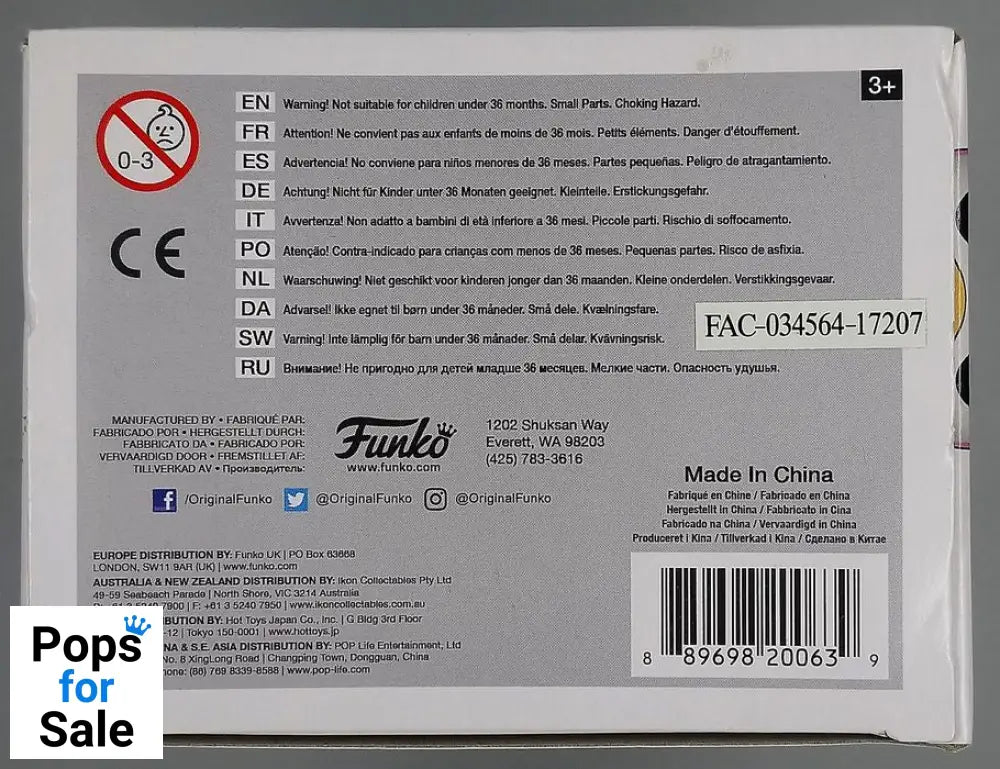 3+
0-3
EN Warning! Not suitable for children under 36 months. Small Parts. Choking Hazard.
FR Attention! Ne convient pas aux enfants de moins de 36 mois. Petits éléments. Danger d'étouffement.
ES Advertencia! No conviene para niños menores de 36 meses. Partes pequeñas. Peligro de atragantamiento.
DE Achtung! Nicht für Kinder unter 36 Monaten geeignet. Kleinteile. Erstickungsgefahr.
IT Avvertenza! Non adatto a bambini di età inferiore a 36 mesi. Piccole parti. Rischio di soffocamento.
PO Atenção! Contra-indicado para crianças com menos de 36 meses. Pequenas partes. Risco de asfixia.
NL Waarschuwing! Niet geschikt voor kinderen jonger dan 36 maanden. Kleine onderdelen. Verstikkingsgevaar.
DA Advarsel! Ikke egnet til børn under 36 måneder. Små dele. Kvælningsfare.
SW Varning! Inte lämplig för barn under 36 månader. Små delar. Kvävningsrisk.
RU Внимание! Не пригодно для детей младше 36 месяцев. Мелкие части. Опасность удушья.
CE
FAC-034564-17207
MANUFACTURED BY • FABRIQUÉ PAR:
FABRICADO POR • HERGESTELLT DURCH:
FABBRICATO DA • FABRICADO POR:
VERVAARDIGD DOOR • FREMSTILLET AF:
TILLVERKAD AV • Производитель:
Funko
www.funko.com
1202 Shuksan Way
Everett, WA 98203
(425) 783-3616
/OriginalFunko @OriginalFunko @OriginalFunko
Made In China
Fabriqué en Chine / Fabricado en China
Hergestellt in China / Fabbricato in Cina
Fabricado na China / Vervaardigd in China
Produceret i Kina / Tillverkad i Kina / Сделано в Китае
EUROPE DISTRIBUTION BY: Funko UK | PO Box 63668
LONDON, SW11 9AR (UK) | www.funko.com
AUSTRALIA & NEW ZEALAND DISTRIBUTION BY: Ikon Collectables Pty Ltd
49-59 Seabeach Parade | North Shore, VIC 3214 Australia
7900 | F: +61 3 5240 7950 | www.ikoncollectables.com.au
BUTION BY: Hot Toys Japan Co., Inc. | G Bldg 3rd Floor
-12 | Tokyo 150-0001 | www.hottoys.jp
NA & S.E. ASIA DISTRIBUTION BY: POP Life Entertainment, Ltd
No. 8 XingLong Road | Changping Town, Dongguan, China
hone: (86) 769 8339-8588 | www.pop-life.com
8 89698 20063 9
Pops
for
Sale